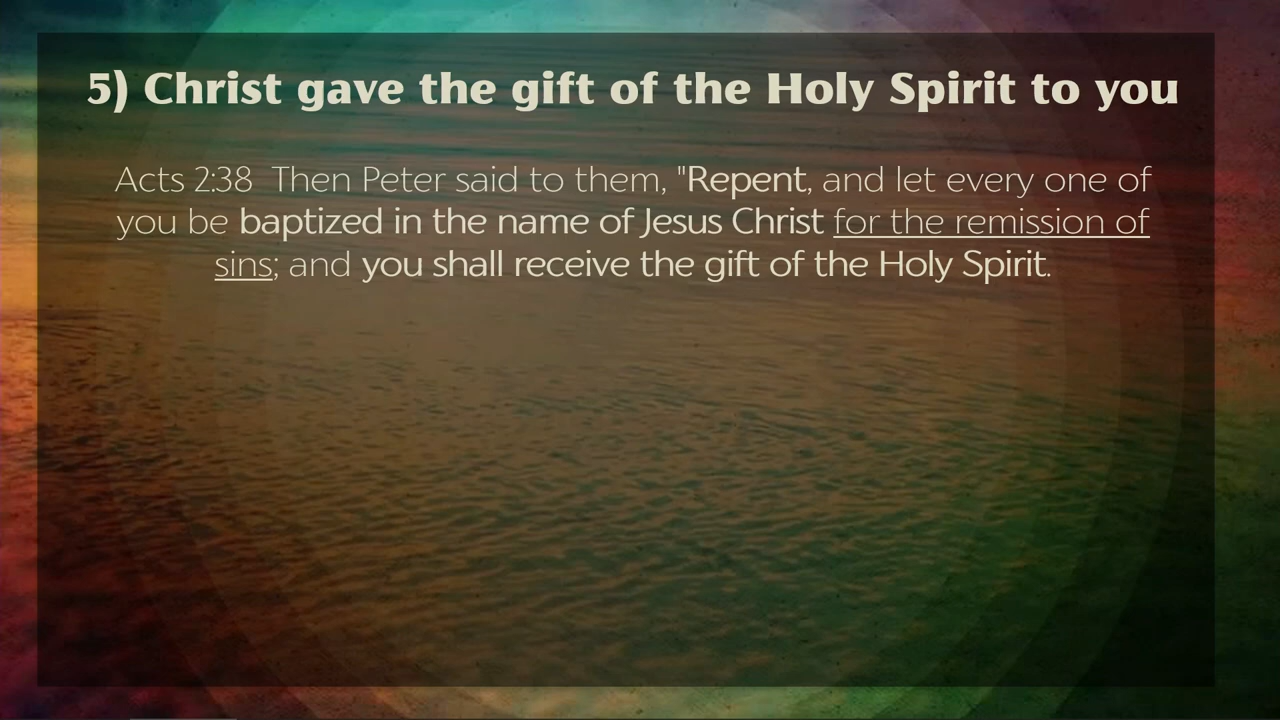 5) Christ gave the gift of the Holy Spirit to you
Acts 2:38  Then Peter said to them, "Repent, and let every one of
you be baptized in the name of Jesus Christ for the remission of
sins; and you shall receive the gift of the Holy Spirit.